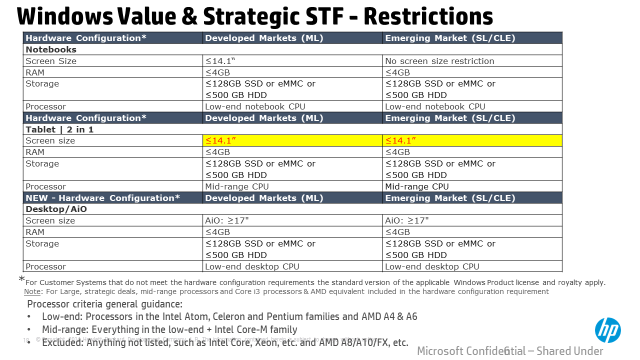 Windows Value & Strategic STF - Restrictions
Hardware Configuration* Developed Markets (ML) Emerging Market (SL/CLE)
Notebooks
Screen Size ≤14.1" No screen size restriction
RAM ≤4GB ≤4GB
Storage ≤128GB SSD or eMMC or ≤128GB SSD or eMMC or
≤500 GB HDD ≤500 GB HDD
Processor Low-end notebook CPU Low-end notebook CPU
Hardware Configuration* Developed Markets (ML) Emerging Market (SL/CLE)
Tablet | 2 in 1
Screen size ≤14.1" ≤14.1"
RAM ≤4GB ≤4GB
Storage ≤128GB SSD or eMMC or ≤128GB SSD or eMMC or
≤500 GB HDD ≤500 GB HDD
Processor Mid-range CPU Mid-range CPU
NEW - Hardware Configuration* Developed Markets (ML) Emerging Market (SL/CLE)
Desktop/AiO
Screen size AiO: ≥17" AiO: ≥17"
RAM ≤4GB ≤4GB
Storage ≤128GB SSD or eMMC or ≤128GB SSD or eMMC or
≤500 GB HDD ≤500 GB HDD
Processor Low-end desktop CPU Low-end desktop CPU
*For Customer Systems that do not meet the hardware configuration requirements the standard version of the applicable Windows Product license and royalty apply.
Note: For Large, strategic deals, mid-range processors and Core i3 processors & AMD equivalent included in the hardware configuration requirement
Processor criteria general guidance:
• Low-end: Processors in the Intel Atom, Celeron and Pentium families and AMD A4 & A6
• Mid-range: Everything in the low-end + Intel Core-M family
• Excluded: Anything not listed, such as Intel Core, Xeon, etc. and AMD A8/A10/FX, etc.
hp
Microsoft Confidential – Shared Under